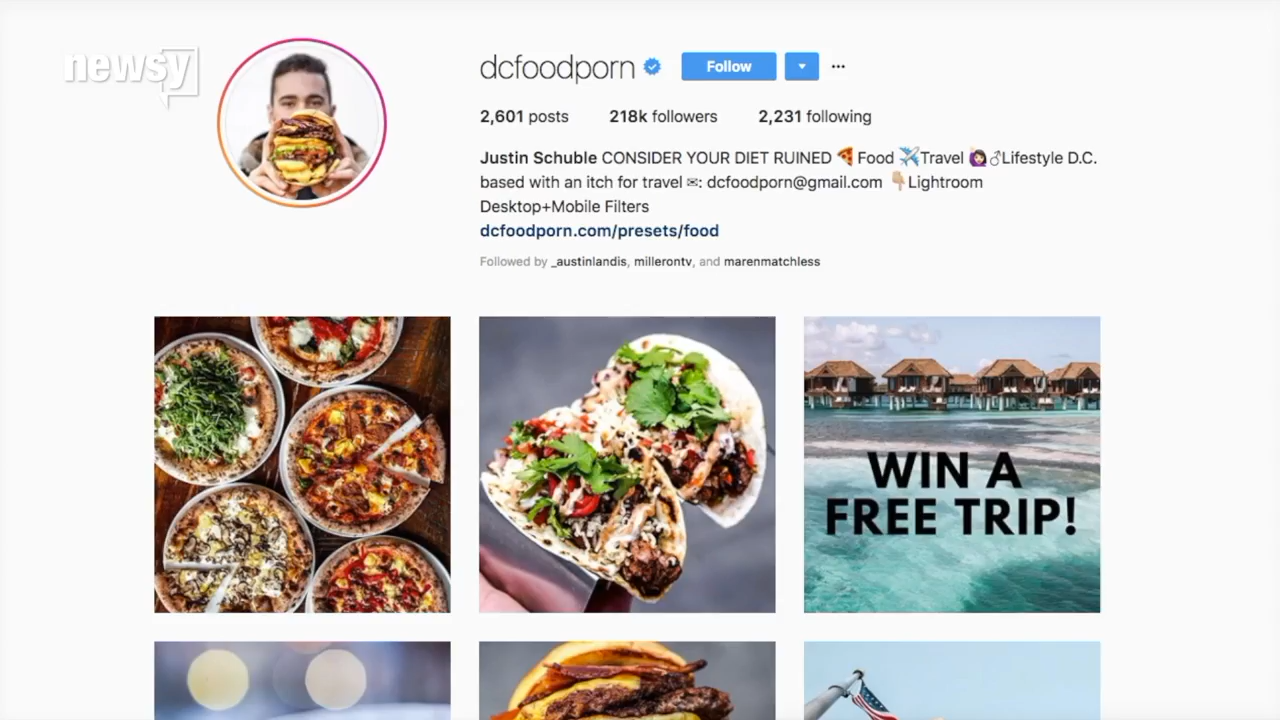 newsy
dcfoodporn Follow
2,601 posts 218k followers 2,231 following
Justin Schuble CONSIDER YOUR DIET RUINED 🍕Food ✈️Travel 🙋🏻♂Lifestyle D.C.
based with an itch for travel ✉: dcfoodporn@gmail.com 👇🏼Lightroom
Desktop+Mobile Filters
dcfoodporn.com/presets/food
Followed by _austinlandis, millerontv, and marenmatchless
WIN A
FREE TRIP!